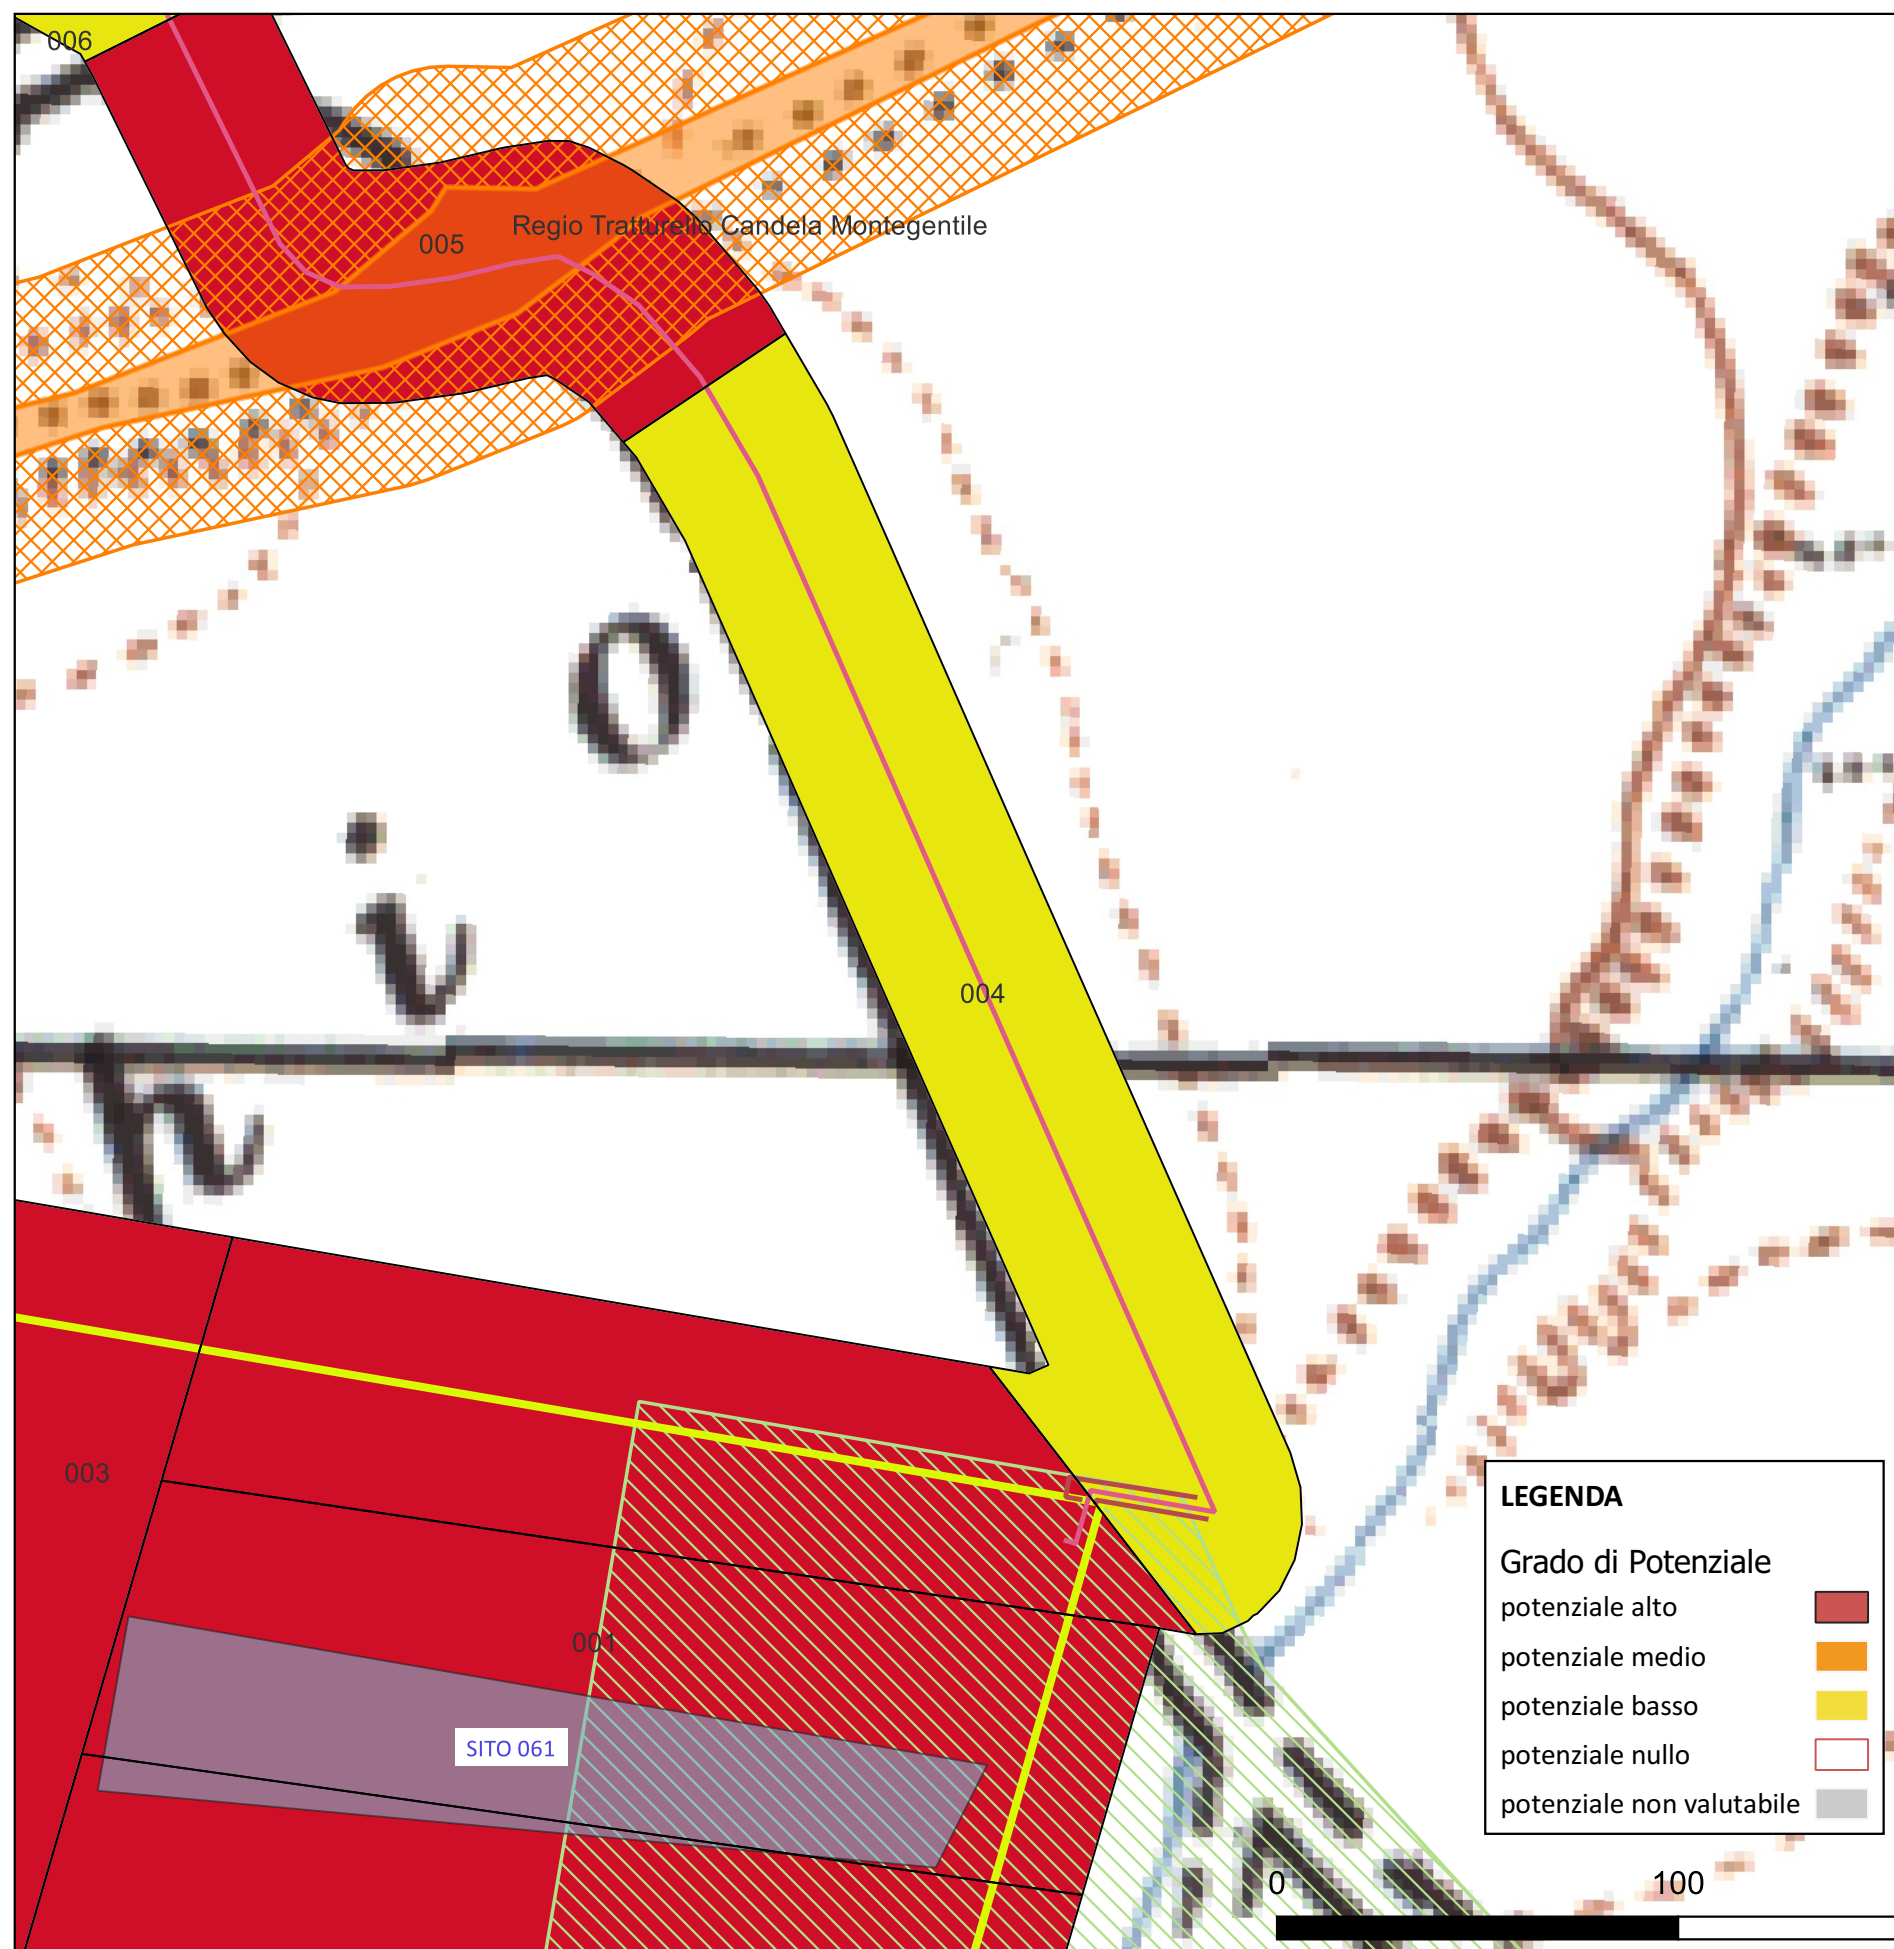 006
Regio Tratturello Candela Montegentile
005
o
i
004
n
003
001
SITO 061
LEGENDA
Grado di Potenziale
potenziale alto
potenziale medio
potenziale basso
potenziale nullo
potenziale non valutabile
0 100